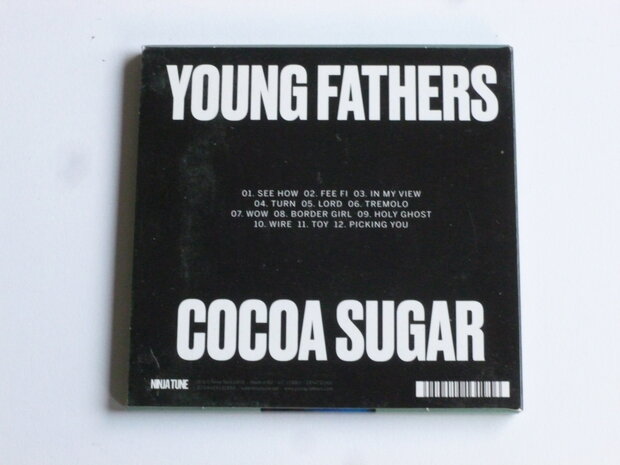 YOUNG FATHERS
01. SEE HOW 02. FEE FI 03. IN MY VIEW
04. TURN 05. LORD 06. TREMOLO
07. WOW 08. BORDER GIRL 09. HOLY GHOST
10. WIRE 11. TOY 12. PICKING YOU
COCOA SUGAR
NINJA TUNE